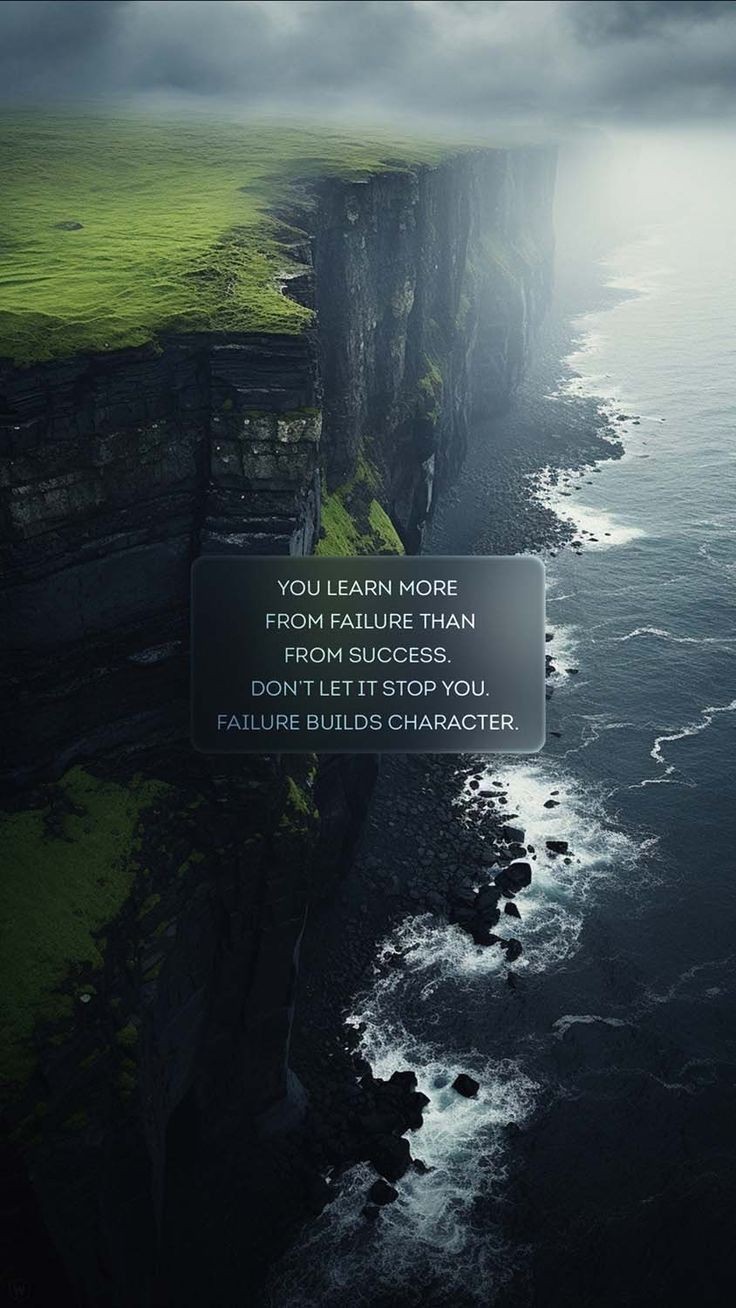 YOU LEARN MORE
FROM FAILURE THAN
FROM SUCCESS.
DON'T LET IT STOP YOU.
FAILURE BUILDS CHARACTER.